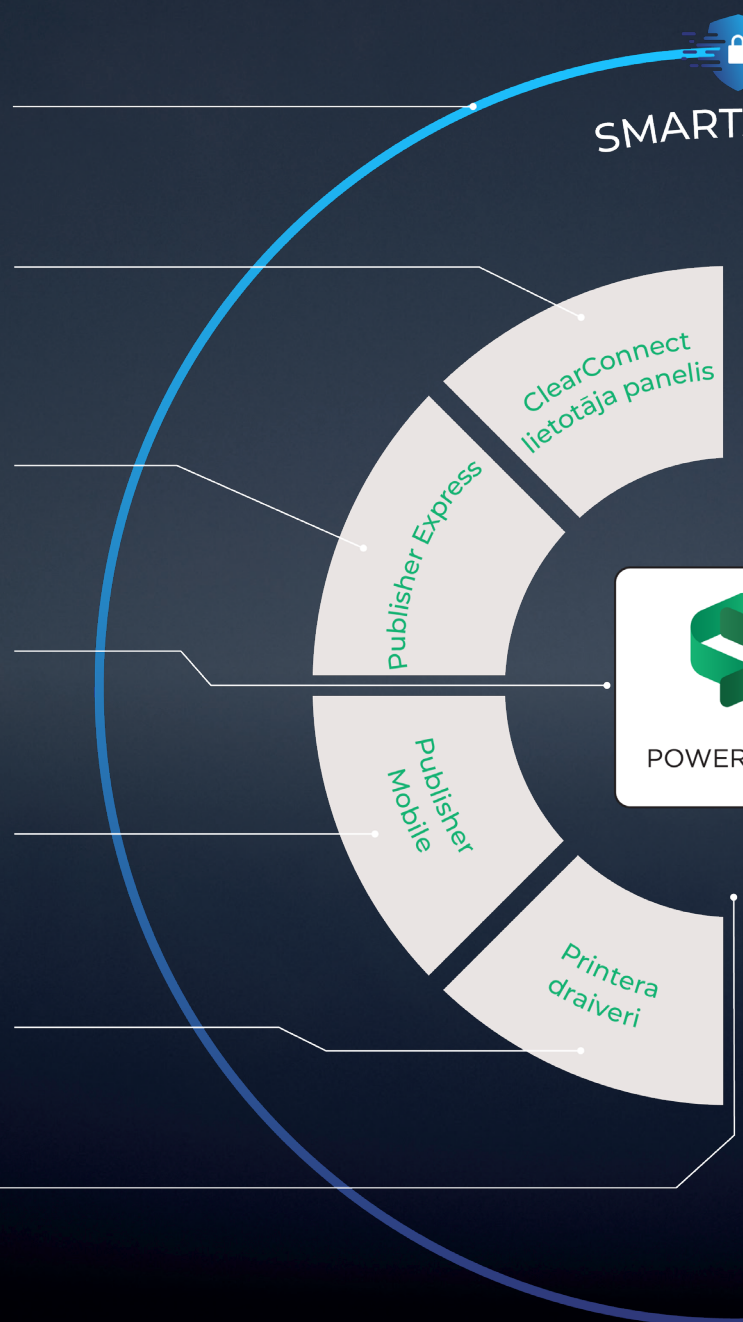 SMART
ClearConnect
lietotāja panelis
Publisher Express
POWER
Publisher
Mobile
Printera
draiveri